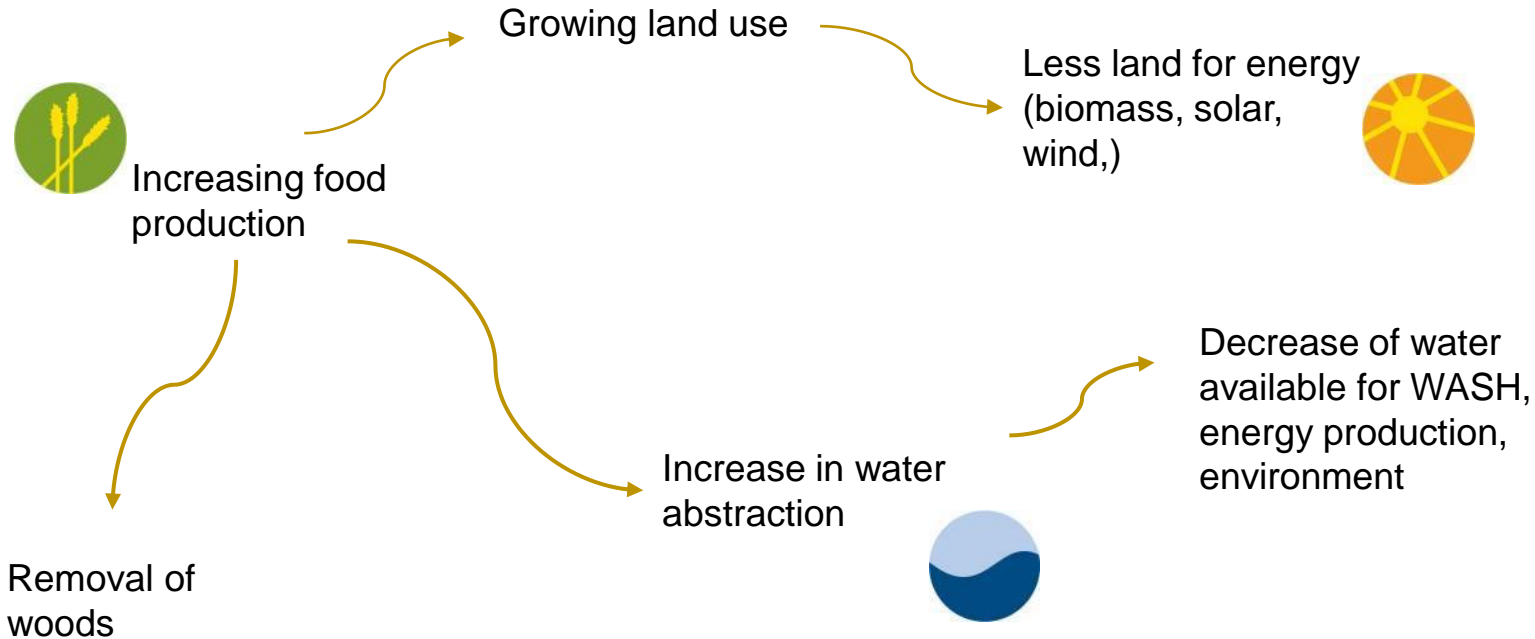 Growing land use
Less land for energy
(biomass, solar,
wind,)
Increasing food
production
Decrease of water
available for WASH,
energy production,
environment
Increase in water
abstraction
Removal of
woods